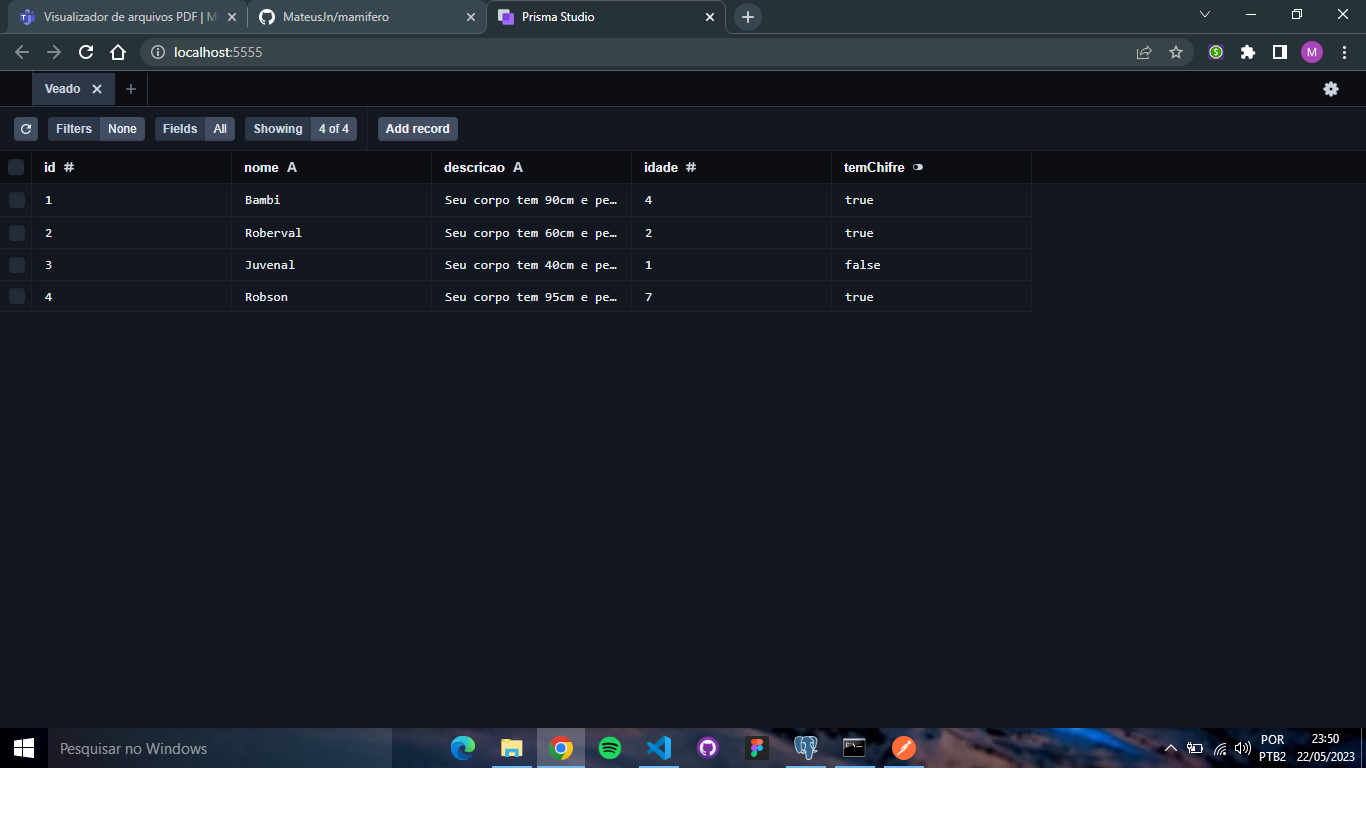 Visualizador de arquivos PDF | M
MateusJn/mamifero
Prisma Studio
localhost:5555
M
Veado
Filters None Fields All Showing 4 of 4 Add record
id # nome A descricao A idade # temChifre
1 Bambi Seu corpo tem 90cm e pe… 4 true
2 Roberval Seu corpo tem 60cm e pe… 2 true
3 Juvenal Seu corpo tem 40cm e pe… 1 false
4 Robson Seu corpo tem 95cm e pe… 7 true
Pesquisar no Windows
POR
PTB2
23:50
22/05/2023